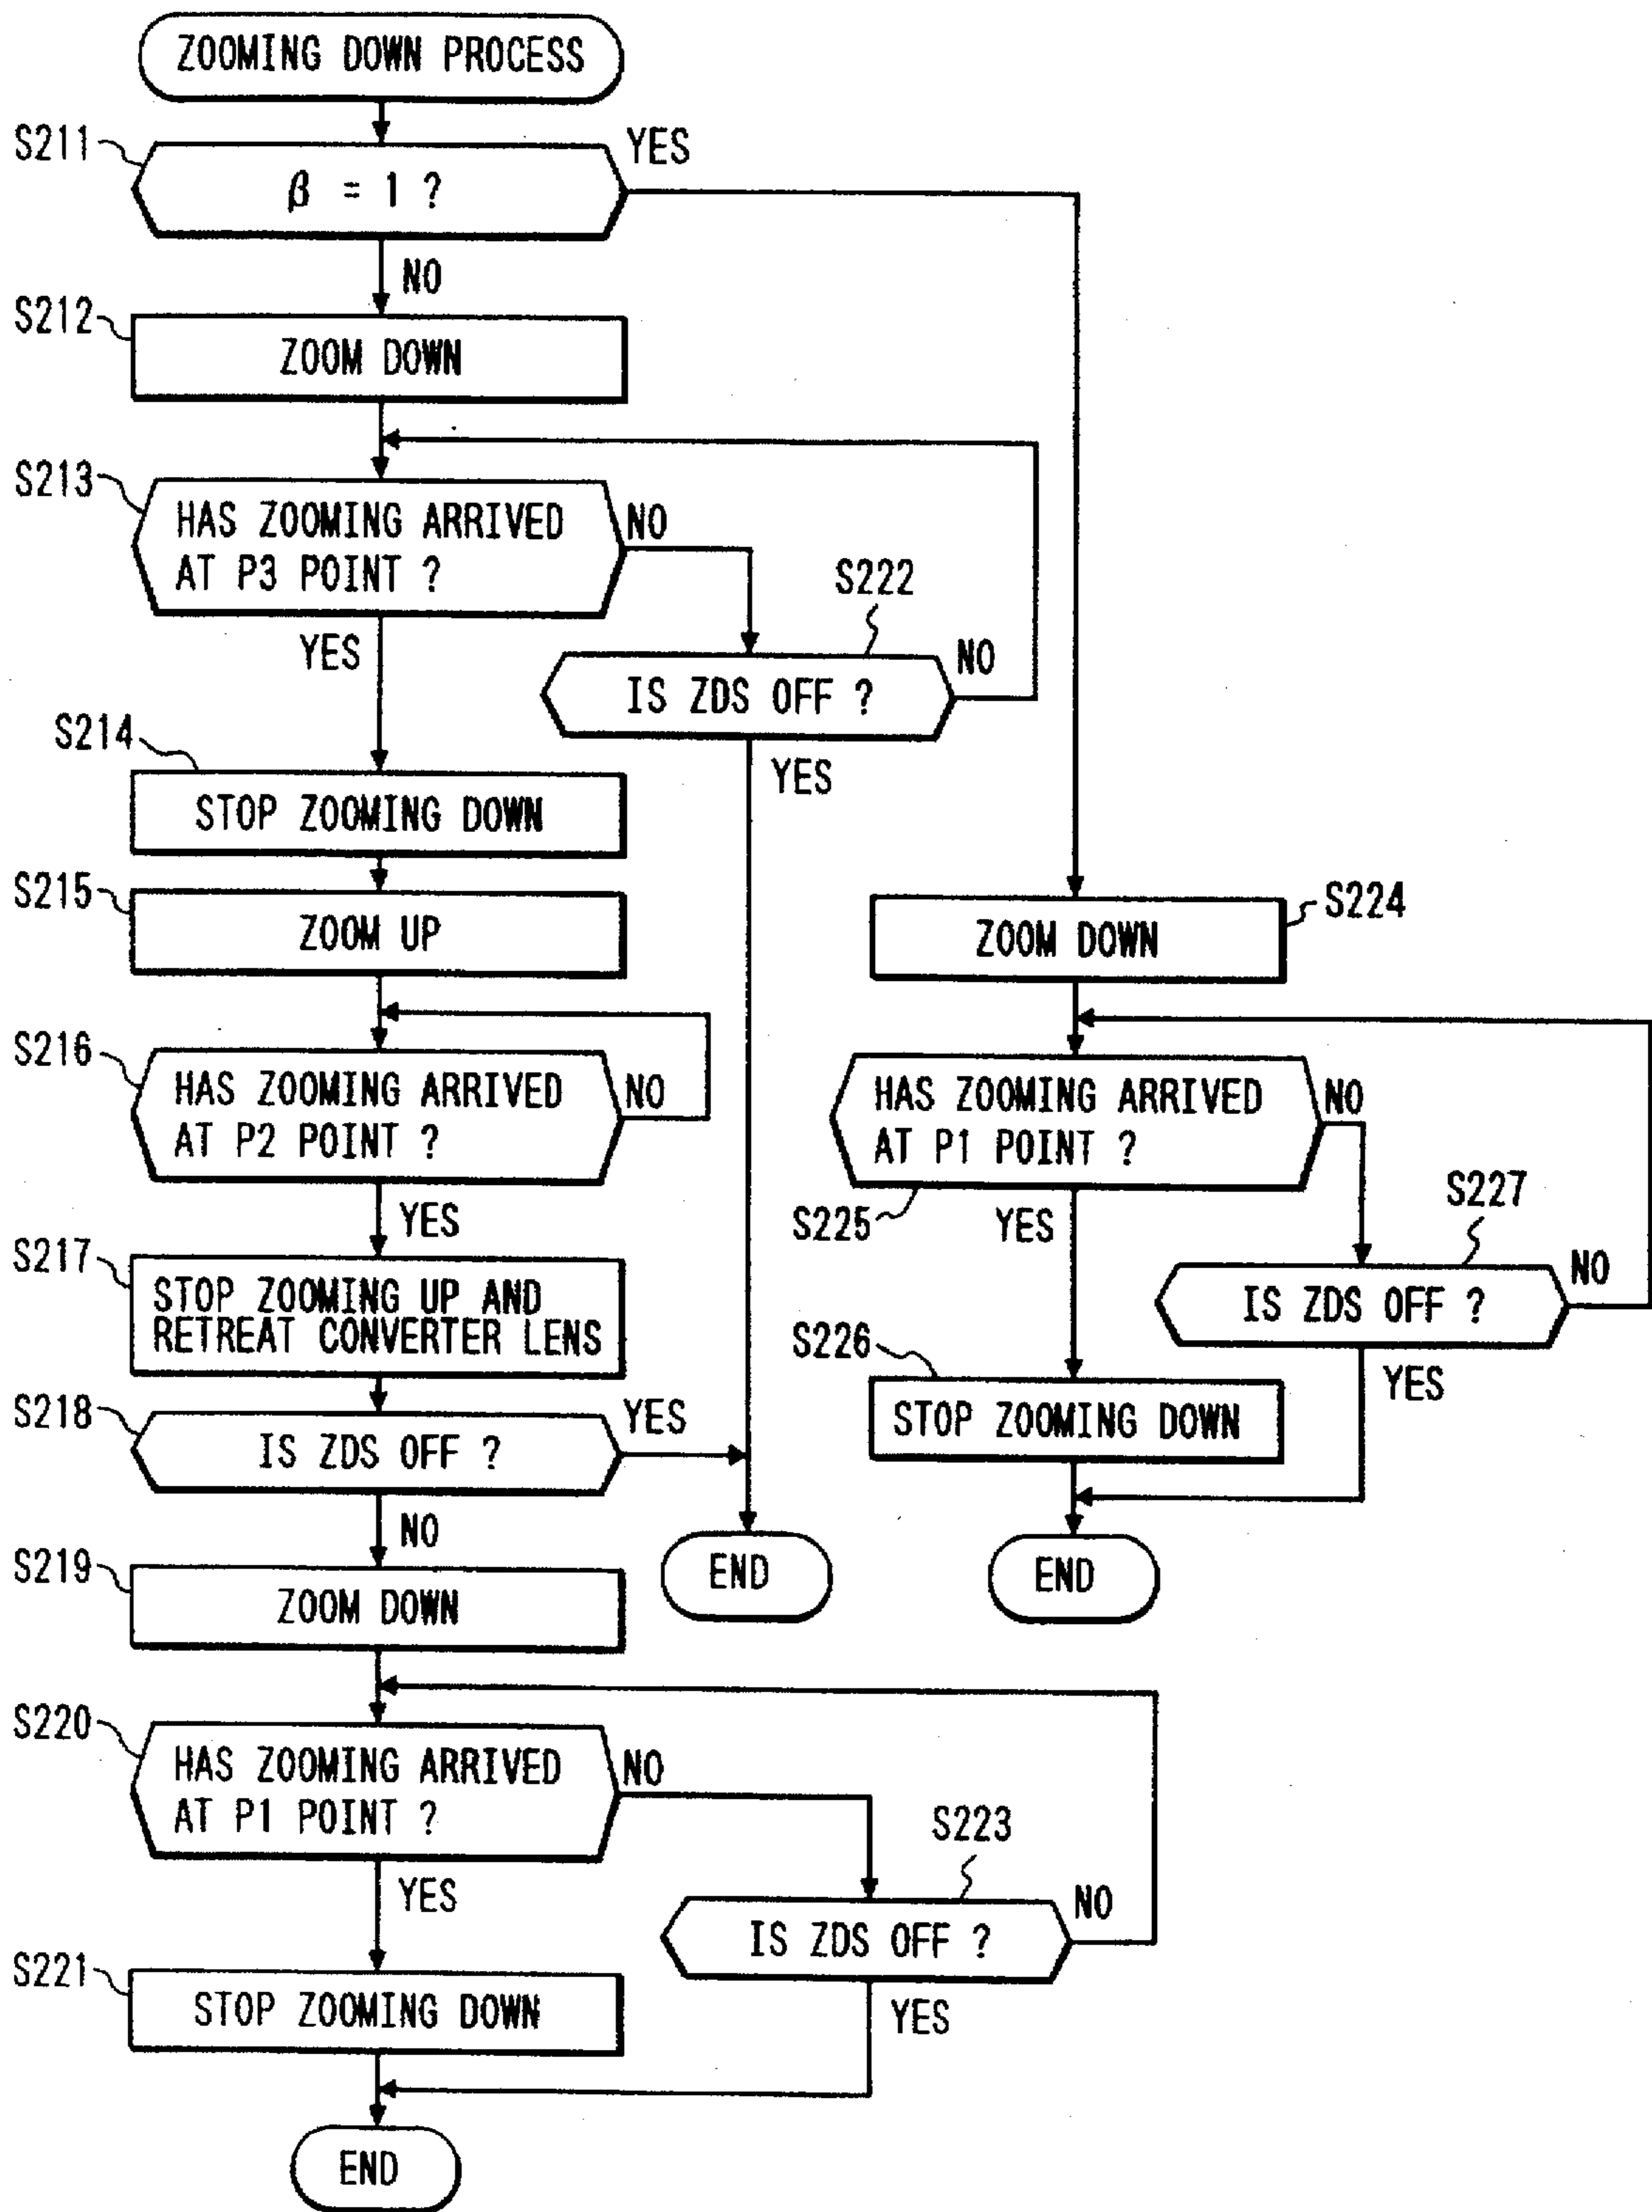 ZOOMING DOWN PROCESS
S211
β = 1 ?
YES
NO
S212
ZOOM DOWN
S213
HAS ZOOMING ARRIVED
AT P3 POINT ?
NO
YES
S222
IS ZDS OFF ?
NO
YES
S214
STOP ZOOMING DOWN
S215
ZOOM UP
S216
HAS ZOOMING ARRIVED
AT P2 POINT ?
NO
YES
S217
STOP ZOOMING UP AND
RETREAT CONVERTER LENS
S218
IS ZDS OFF ?
YES
NO
END
S219
ZOOM DOWN
S220
HAS ZOOMING ARRIVED
AT P1 POINT ?
NO
YES
S223
IS ZDS OFF ?
NO
YES
S221
STOP ZOOMING DOWN
END
S224
ZOOM DOWN
HAS ZOOMING ARRIVED
AT P1 POINT ?
NO
S225
YES
S227
IS ZDS OFF ?
NO
YES
S226
STOP ZOOMING DOWN
END